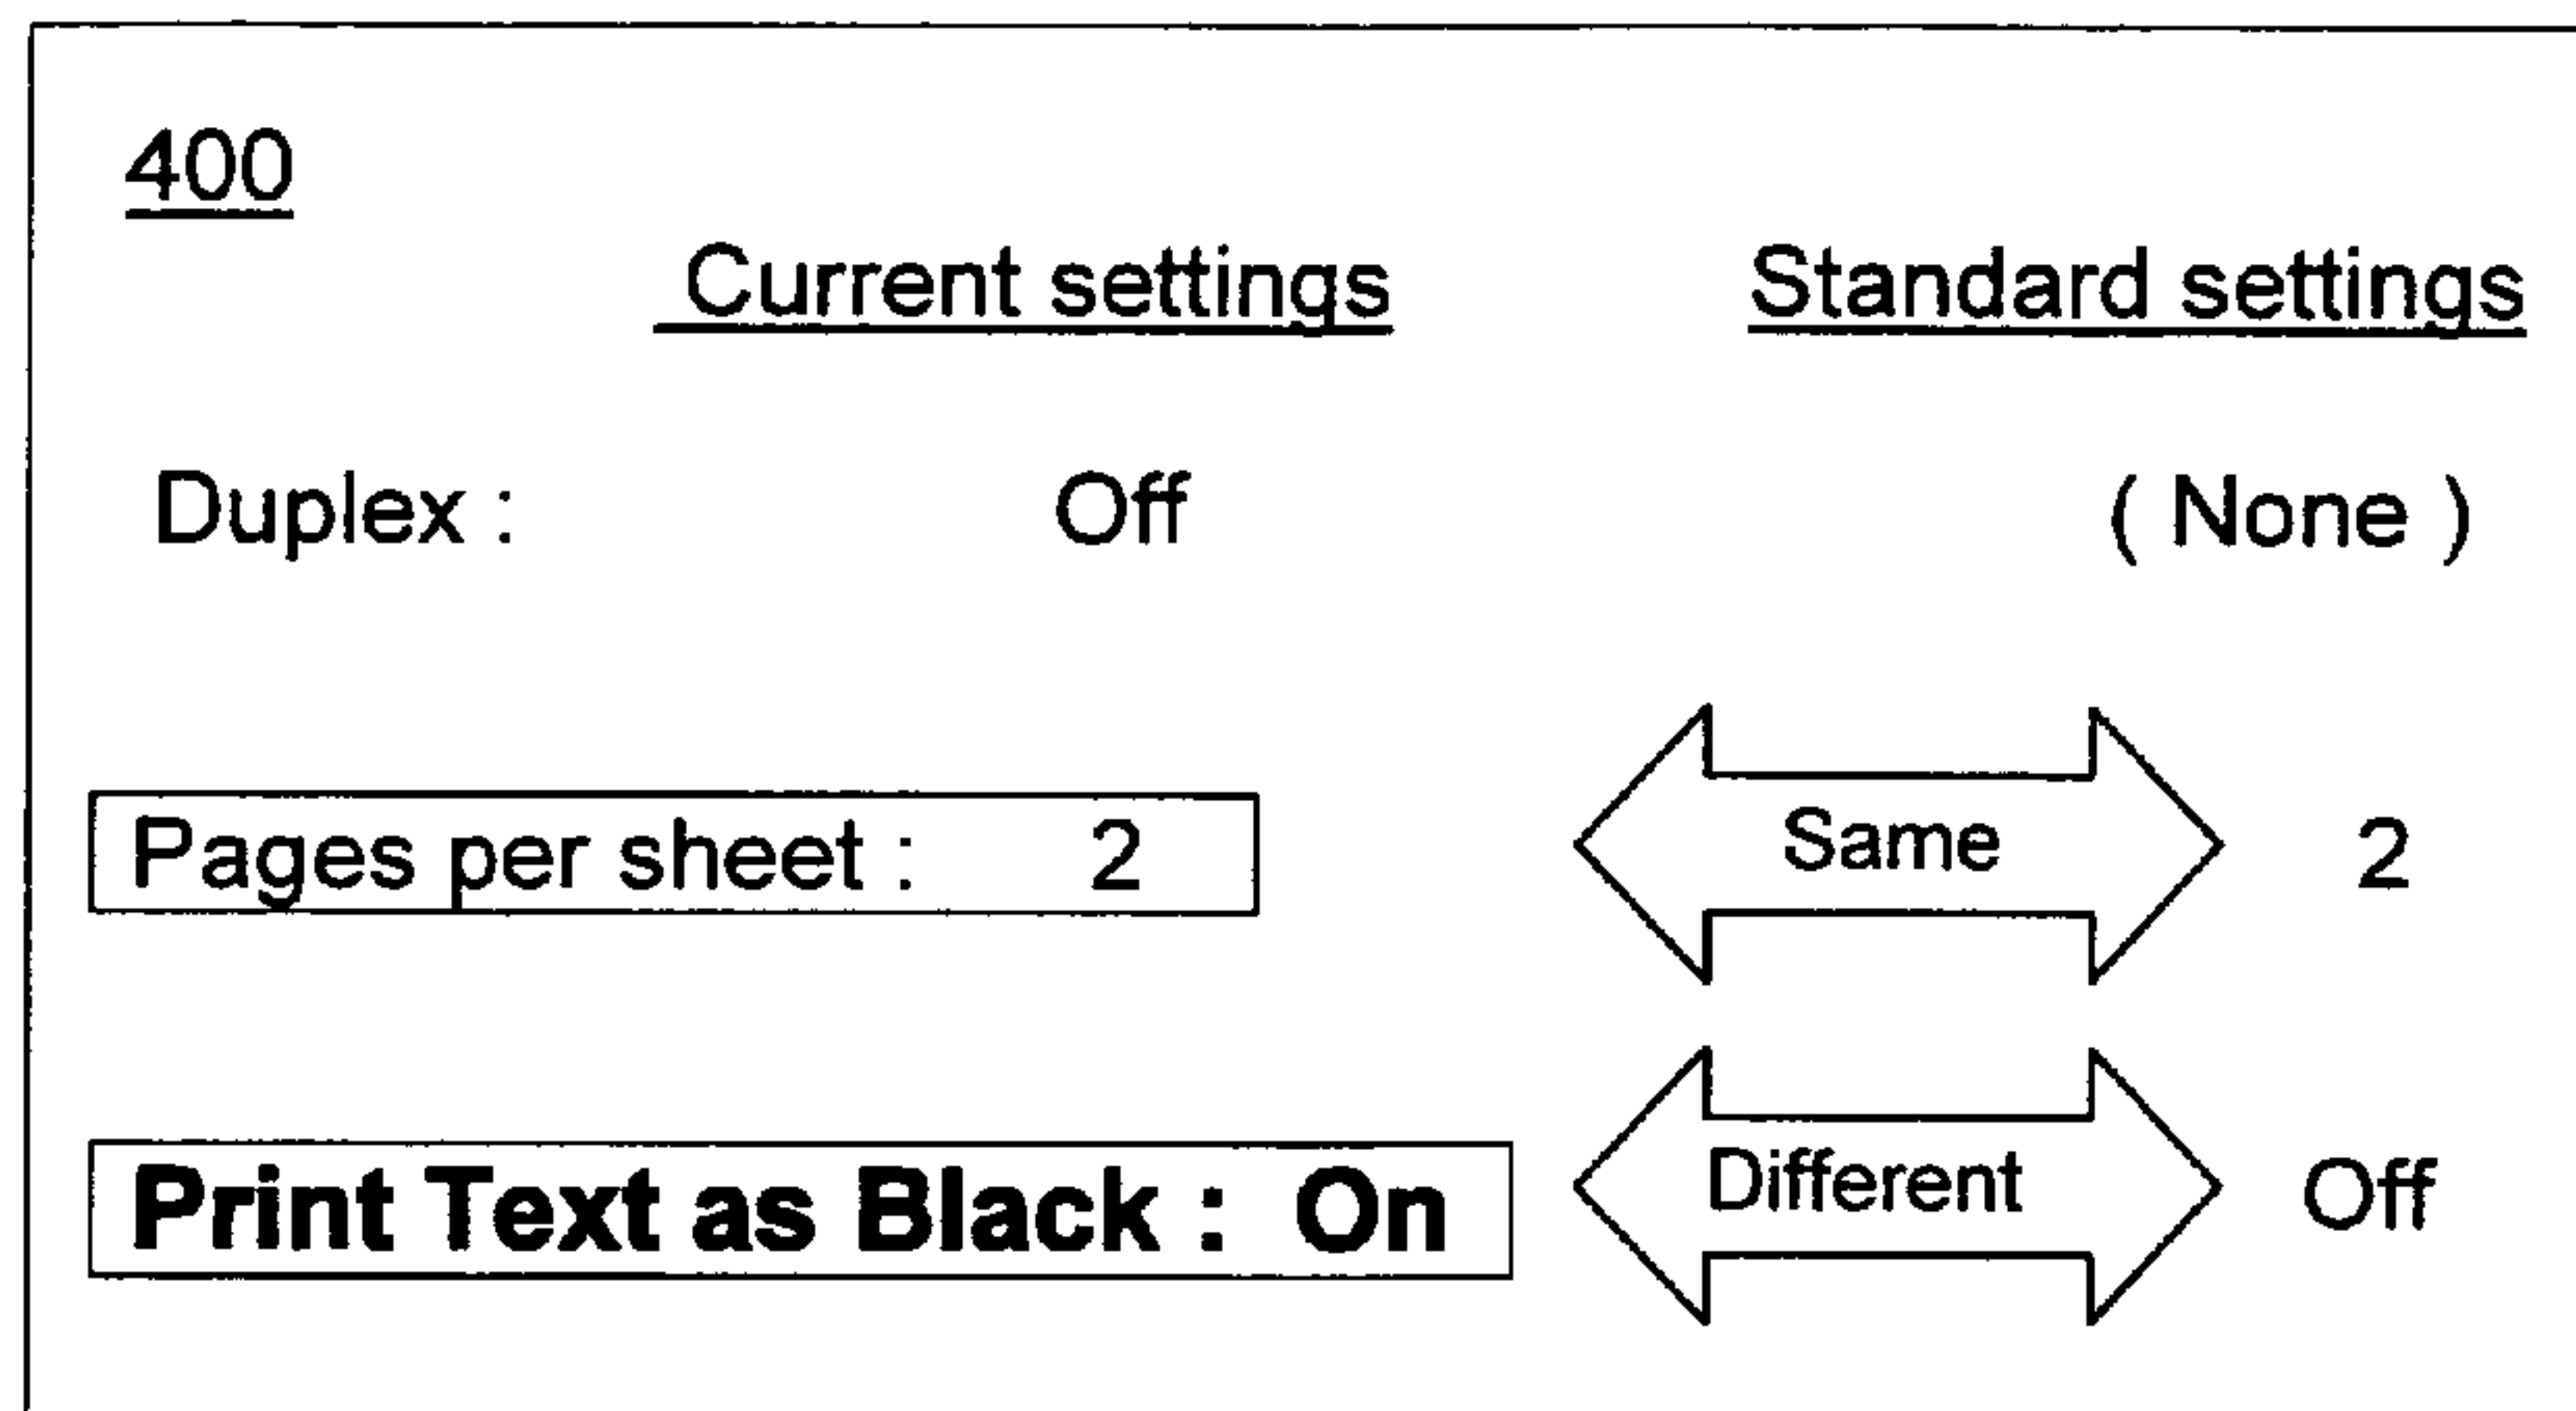 400
Current settings Standard settings
Duplex : Off ( None )
Pages per sheet : 2 Same 2
Print Text as Black : On Different Off